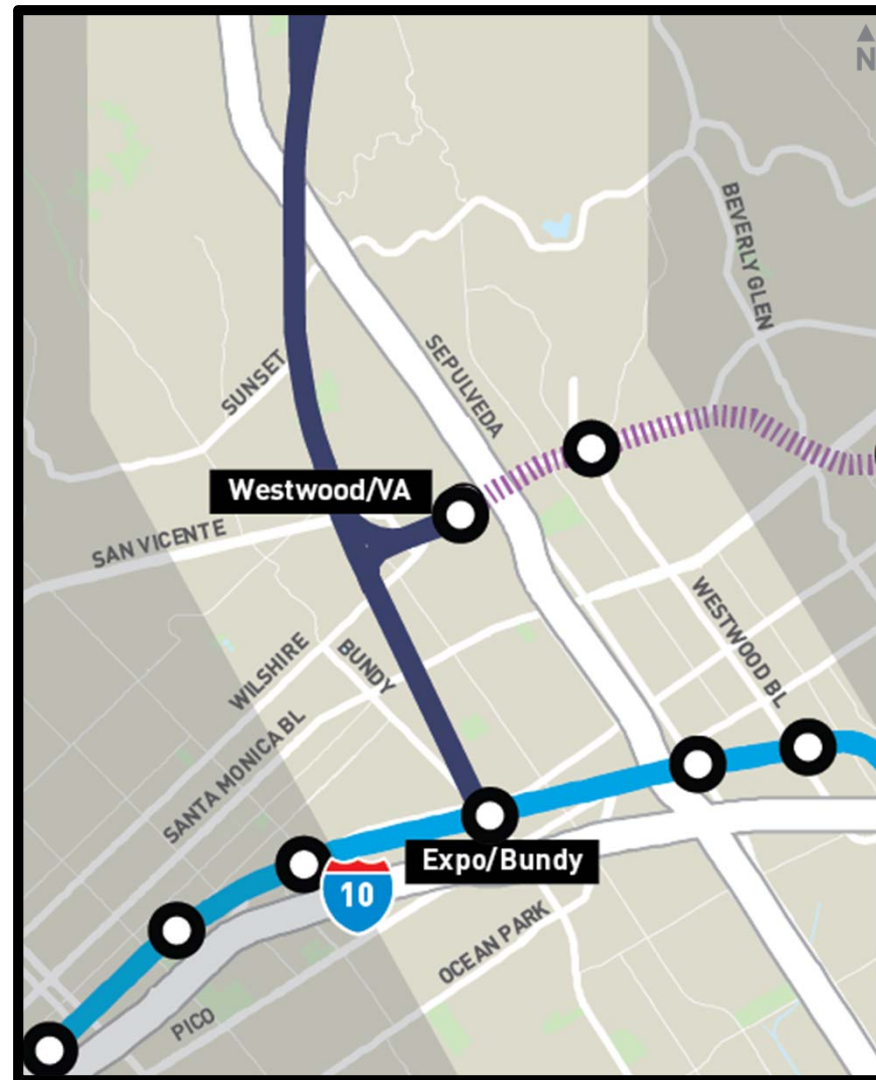 N
BEVERLY GLEN
SUNSET
SEPULVEDA
Westwood/VA
SAN VICENTE
WILSHIRE
BUNDY
WESTWOOD BL
SANTA MONICA BL
Expo/Bundy
10
OCEAN PARK
PICO